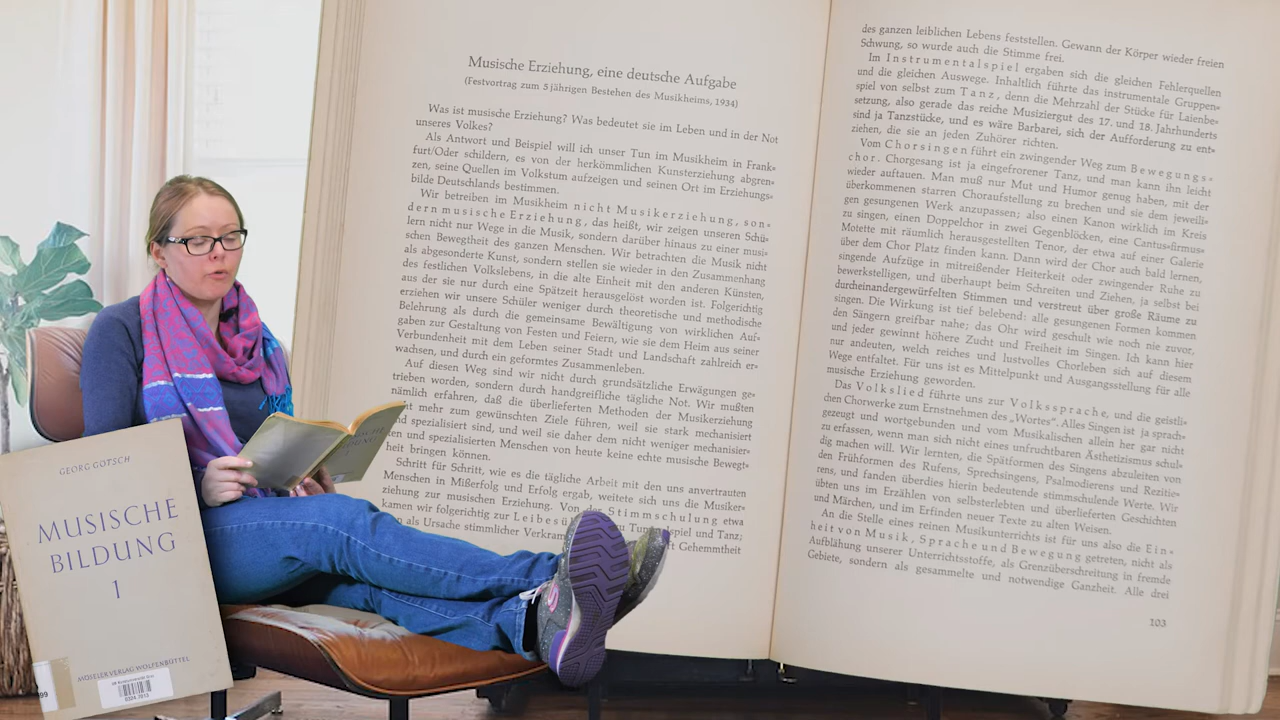 Musische Erziehung, eine deutsche Aufgabe
(Festvortrag zum 5jährigen Bestehen des Musikheims, 1934)
Was ist musische Erziehung? Was bedeutet sie im Leben und in der Not
unseres Volkes?
Als Antwort und Beispiel will ich unser Tun im Musikheim in Frank-
furt/Oder schildern, es von der herkömmlichen Kunsterziehung abgren-
zen, seine Quellen im Volkstum aufzeigen und seinen Ort im Erziehungs-
bilde Deutschlands bestimmen.
Wir betreiben im Musikheim nicht Musikerziehung, son-
dern musische Erziehung, das heißt, wir zeigen unseren Schü-
lern nicht nur Wege in die Musik, sondern darüber hinaus zu einer musi-
schen Bewegtheit des ganzen Menschen. Wir betrachten die Musik nicht
als abgesonderte Kunst, sondern stellen sie wieder in den Zusammenhang
des festlichen Volkslebens, in die alte Einheit mit den anderen Künsten,
aus der sie nur durch eine Spätzeit herausgelöst worden ist. Folgerichtig
erziehen wir unsere Schüler weniger durch theoretische und methodische
Belehrung als durch die gemeinsame Bewältigung von wirklichen Auf-
gaben zur Gestaltung von Festen und Feiern, wie sie dem Heim aus seiner
Verbundenheit mit dem Leben seiner Stadt und Landschaft zahlreich er-
wachsen, und durch ein geformtes Zusammenleben.
Auf diesen Weg sind wir nicht durch grundsätzliche Erwägungen ge-
trieben worden, sondern durch handgreifliche tägliche Not. Wir mußten
nämlich erfahren, daß die überlieferten Methoden der Musikerziehung
mehr zum gewünschten Ziele führen, weil sie stark mechanisiert
und spezialisiert sind, und weil sie daher dem nicht weniger mechanisier-
ten und spezialisierten Menschen von heute keine echte musische Bewegt-
heit bringen können.
Schritt für Schritt, wie es die tägliche Arbeit mit den uns anvertrauten
Menschen in Mißerfolg und Erfolg ergab, weitete sich uns die Musiker-
ziehung zur musischen Erziehung. Von der Stimmschulung etwa
kamen wir folgerichtig zur Leibesü zu Turnspiel und Tanz;
als Ursache stimmlicher Verkram Gehemmtheit
des ganzen leiblichen Lebens feststellen. Gewann der Körper wieder freien
Schwung, so wurde auch die Stimme frei.
Im Instrumentalspiel ergaben sich die gleichen Fehlerquellen
und die gleichen Auswege. Inhaltlich führte das instrumentale Gruppen-
spiel von selbst zum Tanz, denn die Mehrzahl der Stücke für Laienbe-
setzung, also gerade das reiche Musiziergut des 17. und 18. Jahrhunderts
sind ja Tanzstücke, und es wäre Barbarei, sich der Aufforderung zu ent-
ziehen, die sie an jeden Zuhörer richten.
Vom Chorsingen führt ein zwingender Weg zum Bewegungs-
chor. Chorgesang ist ja eingefrorener Tanz, und man kann ihn leicht
wieder auftauen. Man muß nur Mut und Humor genug haben, mit der
überkommenen starren Choraufstellung zu brechen und sie dem jeweili-
gen gesungenen Werk anzupassen; also einen Kanon wirklich im Kreis
zu singen, einen Doppelchor in zwei Gegenblöcken, eine Cantus-firmus-
Motette mit räumlich herausgestellten Tenor, der etwa auf einer Galerie
über dem Chor Platz finden kann. Dann wird der Chor auch bald lernen,
singende Aufzüge in mitreißender Heiterkeit oder zwingender Ruhe zu
bewerkstelligen, und überhaupt beim Schreiten und Ziehen, ja selbst bei
durcheinandergewürfelten Stimmen und verstreut über große Räume zu
singen. Die Wirkung ist tief belebend: alle gesungenen Formen kommen
den Sängern greifbar nahe; das Ohr wird geschult wie noch nie zuvor,
und jeder gewinnt höhere Zucht und Freiheit im Singen. Ich kann hier
nur andeuten, welch reiches und lustvolles Chorleben sich auf diesem
Wege entfaltet. Für uns ist es Mittelpunkt und Ausgangsstellung für alle
musische Erziehung geworden.
Das Volkslied führte uns zur Volkssprache, und die geistli-
chen Chorwerke zum Ernstnehmen des „Wortes“. Alles Singen ist ja sprach-
gezeugt und wortgebunden und vom Musikalischen allein her gar nicht
zu erfassen, wenn man sich nicht eines unfruchtbaren Ästhetizismus schul-
dig machen will. Wir lernten, die Spätformen des Singens abzuleiten von
den Frühformen des Rufens, Sprechsingens, Psalmodierens und Rezitie-
rens, und fanden überdies hierin bedeutende stimmschulende Werte. Wir
übten uns im Erzählen von selbsterlebten und überlieferten Geschichten
und Märchen, und im Erfinden neuer Texte zu alten Weisen.
An die Stelle eines reinen Musikunterrichts ist für uns also die Ein-
heit von Musik, Sprache und Bewegung getreten, nicht als
Aufblähung unserer Unterrichtsstoffe, als Grenzüberschreitung in fremde
Gebiete, sondern als gesammelte und notwendige Ganzheit. Alle drei
103
GEORG GÖTSCH
MUSISCHE
BILDUNG
1
MÖSELER VERLAG WOLFENBÜTTEL